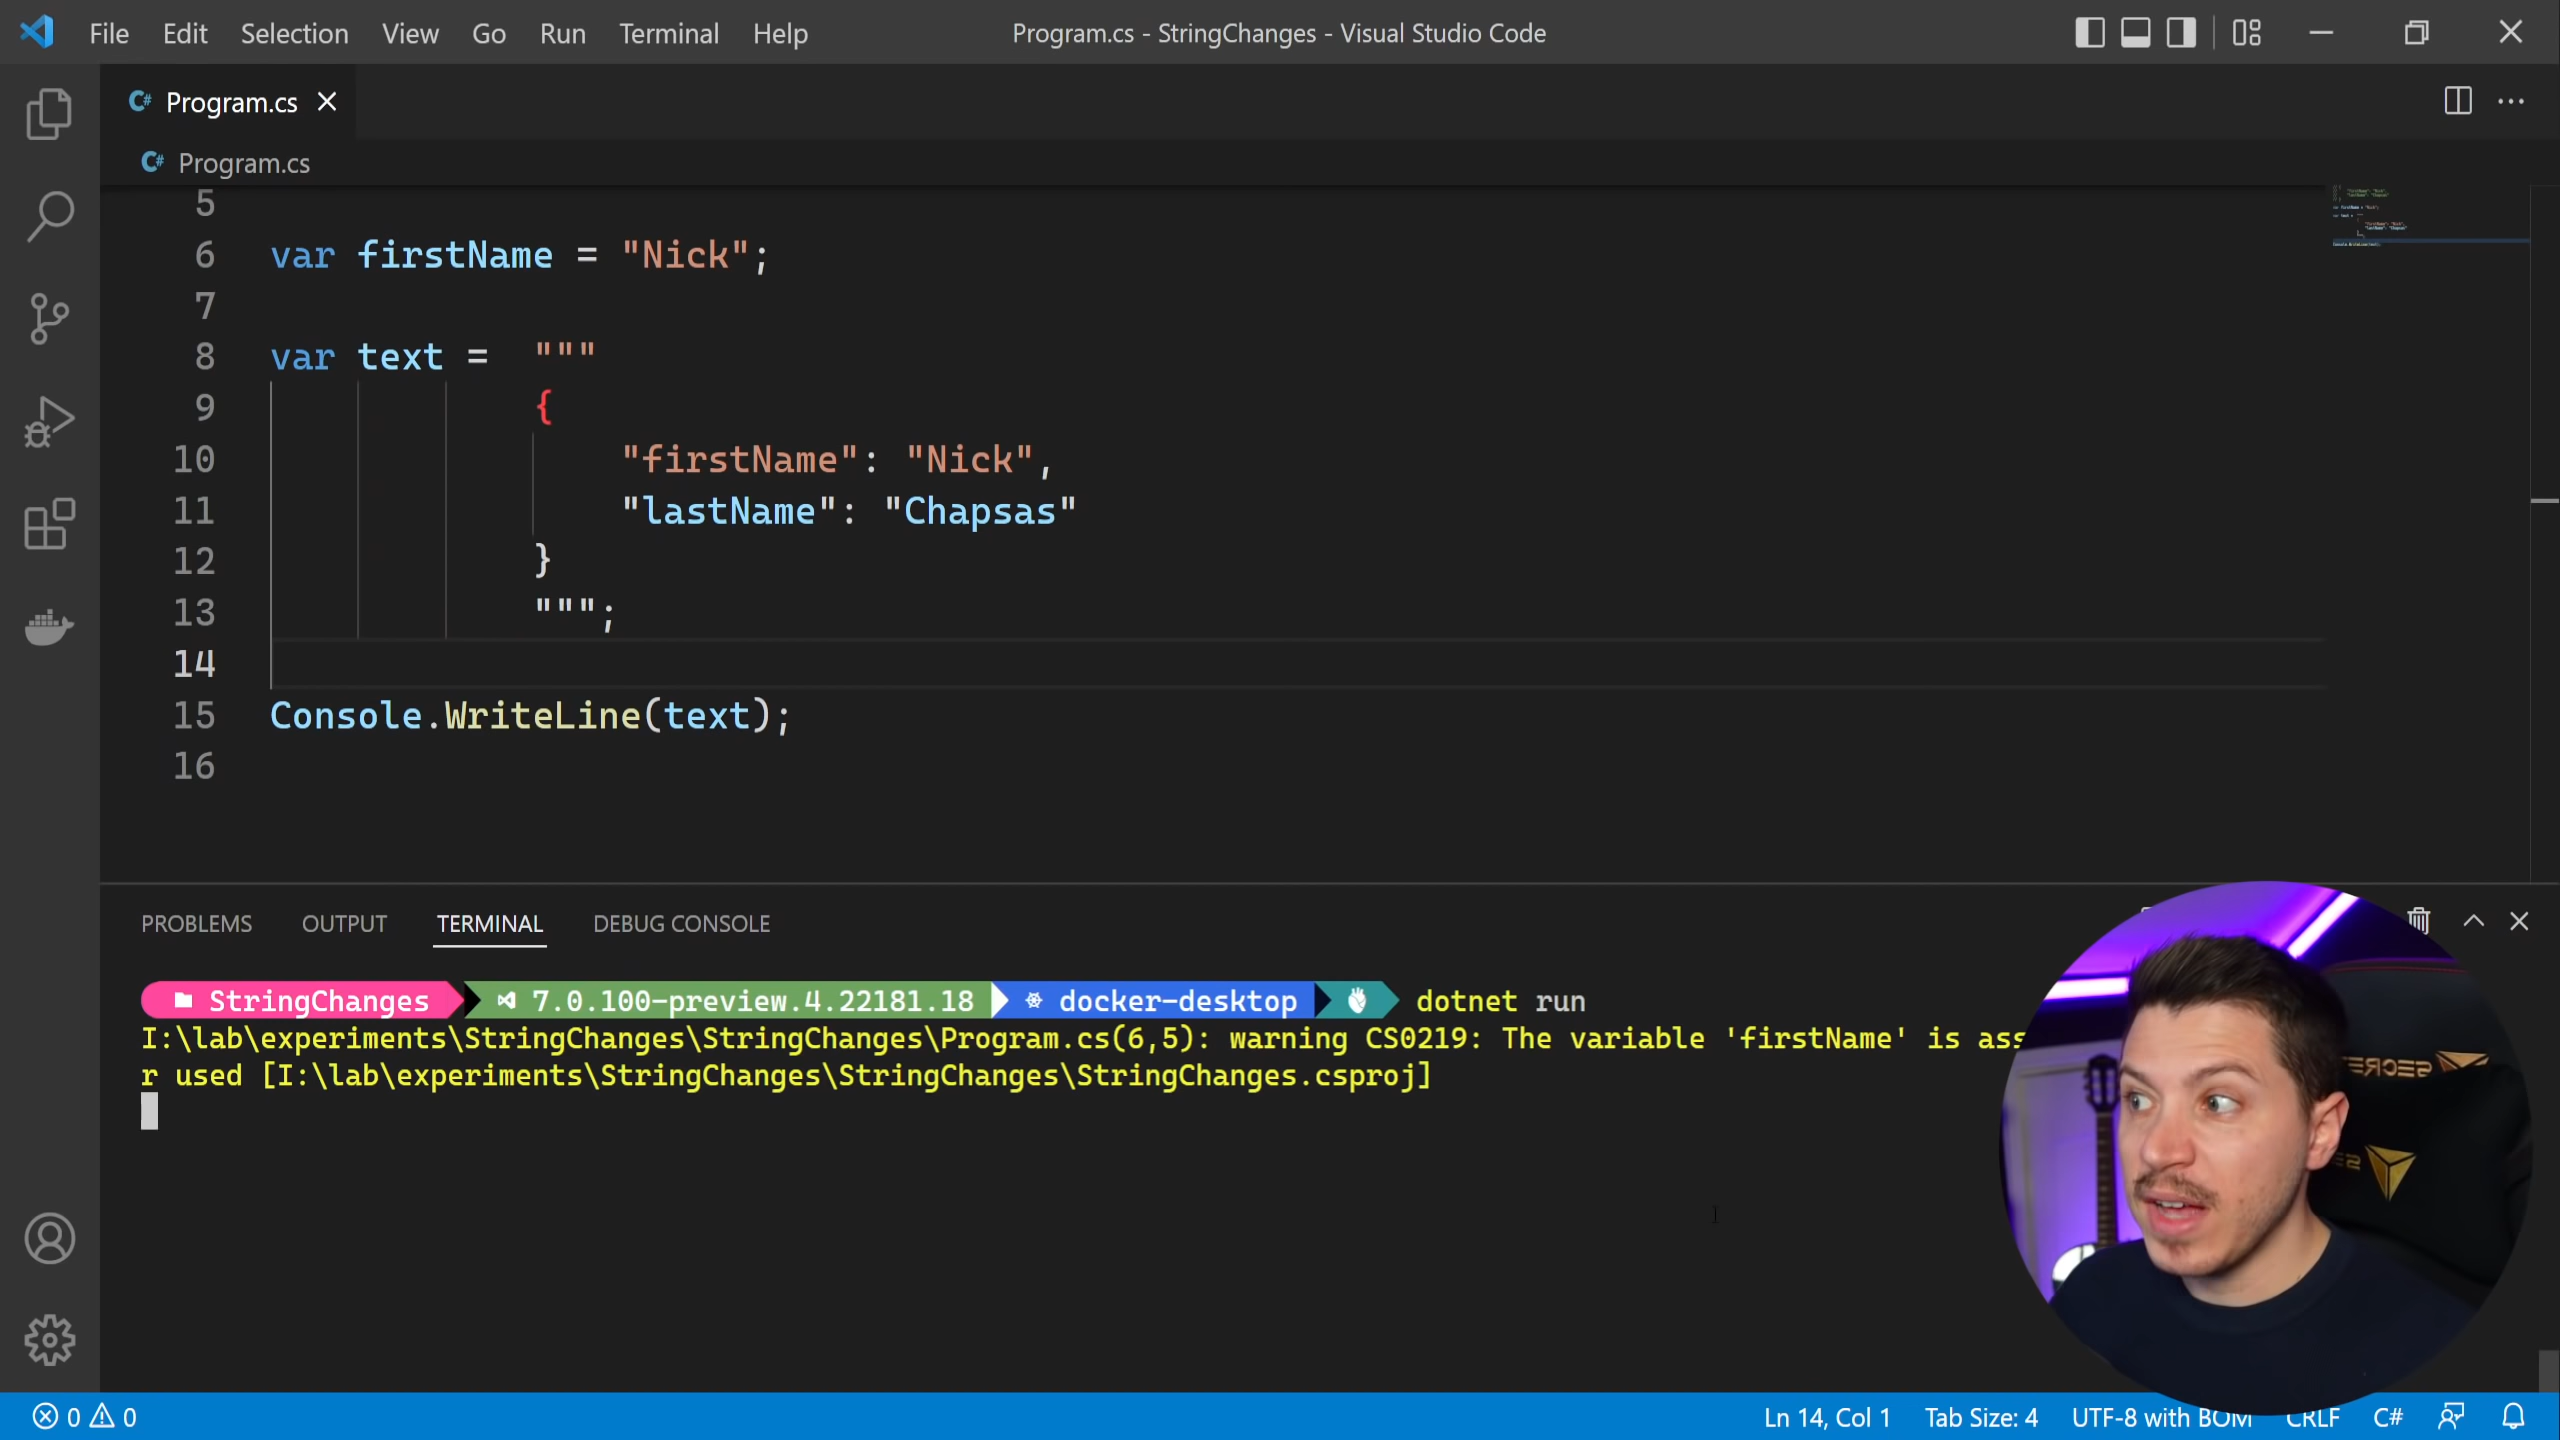 File Edit Selection View Go Run Terminal Help Program.cs - StringChanges - Visual Studio Code
Program.cs
Program.cs
5
6 var firstName = "Nick";
7
8 var text = """
9 {
10 "firstName": "Nick",
11 "lastName": "Chapsas"
12 }
13 """;
14
15 Console.WriteLine(text);
16
PROBLEMS OUTPUT TERMINAL DEBUG CONSOLE
StringChanges 7.0.100-preview.4.22181.18 docker-desktop dotnet run
I:\lab\experiments\StringChanges\StringChanges\Program.cs(6,5): warning CS0219: The variable 'firstName' is ass
r used [I:\lab\experiments\StringChanges\StringChanges\StringChanges.csproj]
0 0 Ln 14, Col 1 Tab Size: 4 UTF-8 with BOM CRLF C#